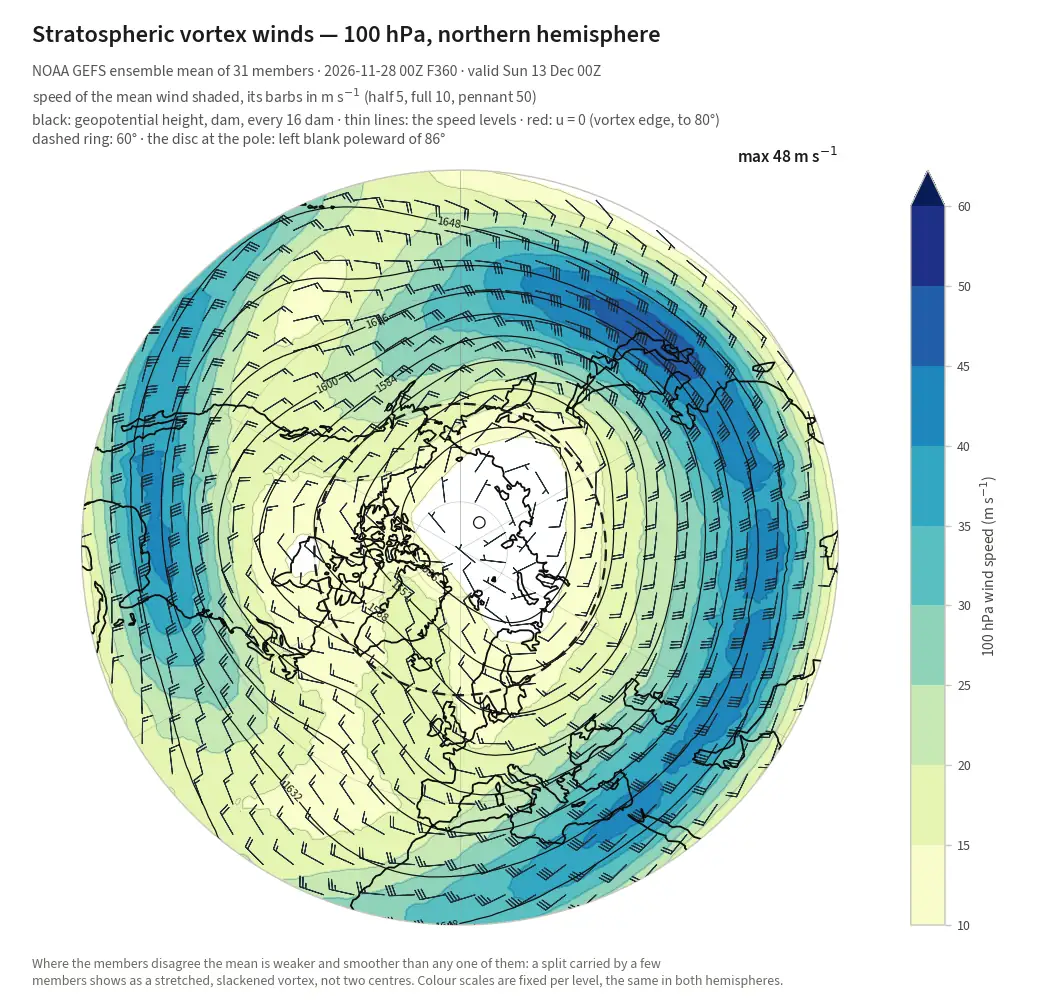 Stratospheric vortex winds — 100 hPa, northern hemisphere
NOAA GEFS ensemble mean of 31 members · 2026-11-28 00Z F360 · valid Sun 13 Dec 00Z
speed of the mean wind shaded, its barbs in m s⁻¹ (half 5, full 10, pennant 50)
black: geopotential height, dam, every 16 dam · thin lines: the speed levels · red: u = 0 (vortex edge, to 80°)
dashed ring: 60° · the disc at the pole: left blank poleward of 86°
max 48 m s⁻¹
60
50
45
40
35
30
25
20
15
10
100 hPa wind speed (m s⁻¹)
1648
1616
1600
1584
1632
Where the members disagree the mean is weaker and smoother than any one of them: a split carried by a few
members shows as a stretched, slackened vortex, not two centres. Colour scales are fixed per level, the same in both hemispheres.